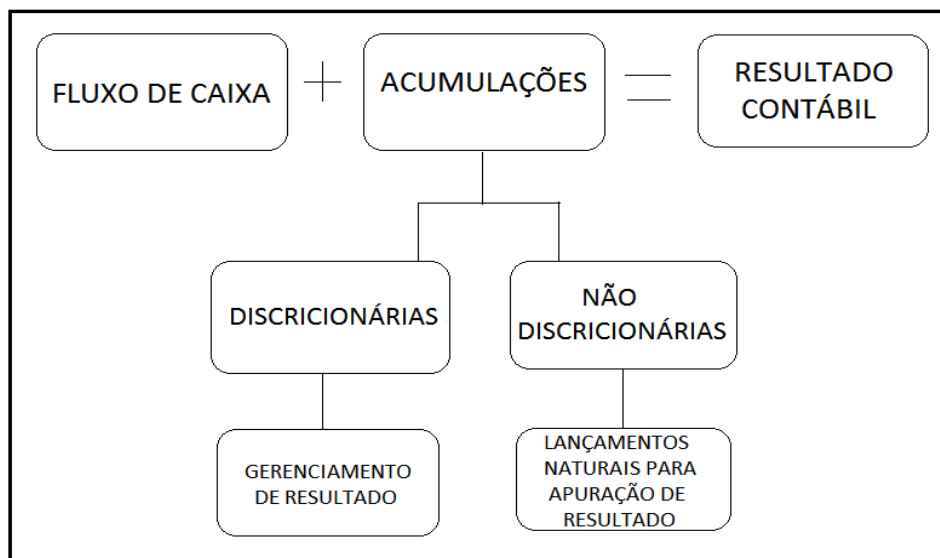 FLUXO DE CAIXA
+
ACUMULAÇÕES
=
RESULTADO
CONTÁBIL
DISCRICIONÁRIAS
NÃO
DISCRICIONÁRIAS
GERENCIAMENTO
DE RESULTADO
LANÇAMENTOS
NATURAIS PARA
APURAÇÃO DE
RESULTADO